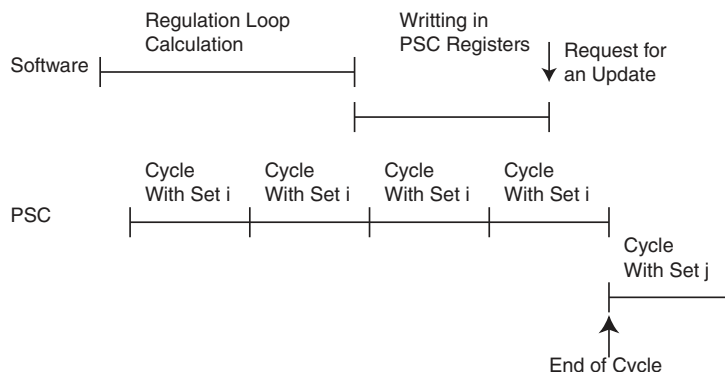 Regulation Loop
Calculation
Writting in
PSC Registers
Software
Request for
an Update
Cycle
With Set i
Cycle
With Set i
Cycle
With Set i
Cycle
With Set i
PSC
Cycle
With Set j
End of Cycle